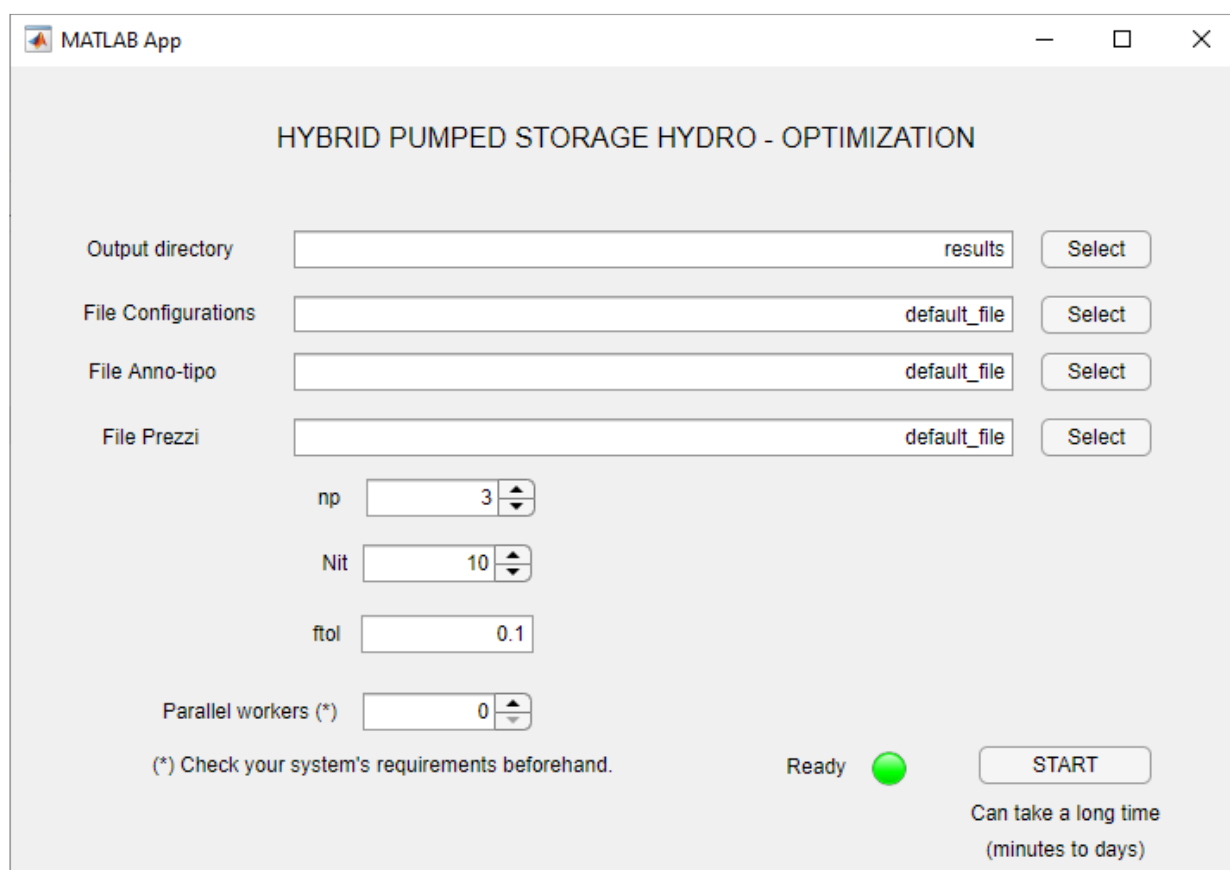 MATLAB App
HYBRID PUMPED STORAGE HYDRO - OPTIMIZATION
Output directory results Select
File Configurations default_file Select
File Anno-tipo default_file Select
File Prezzi default_file Select
np 3
Nit 10
ftol 0.1
Parallel workers (*) 0
(*) Check your system's requirements beforehand. Ready START
Can take a long time
(minutes to days)